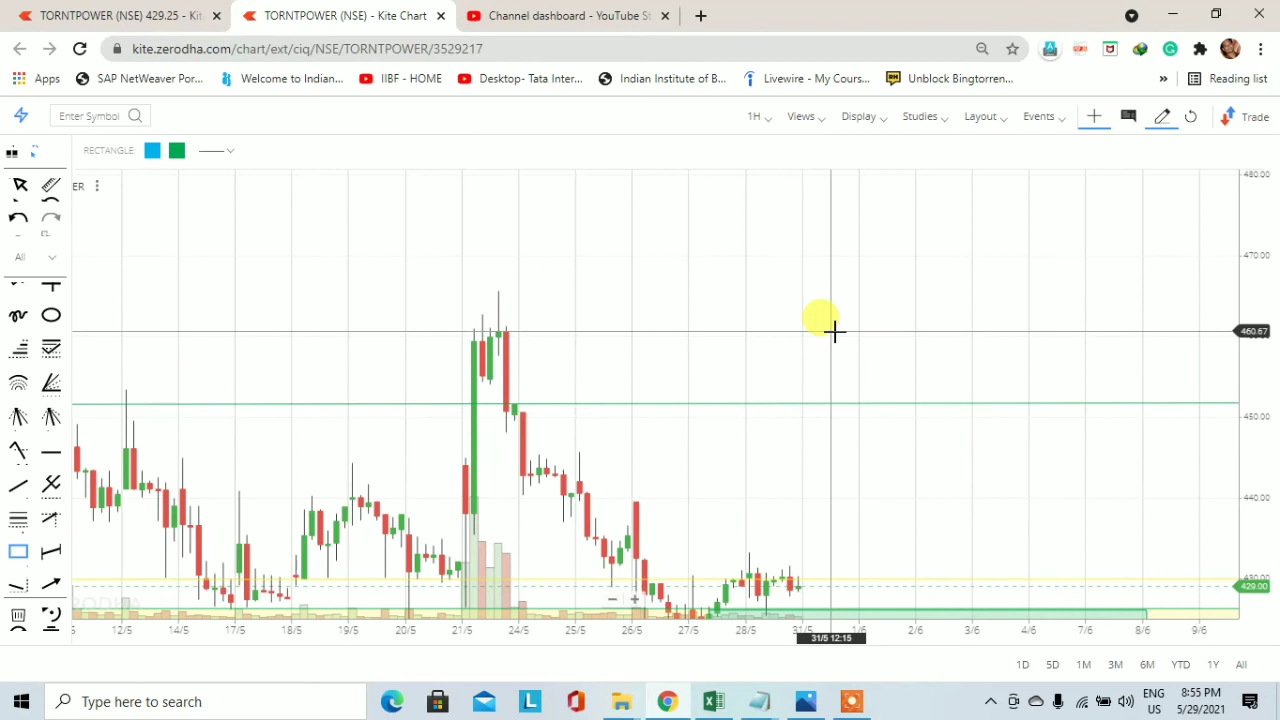 TORNTPOWER (NSE) 429.25 - Ki
TORNTPOWER (NSE) - Kite Chart
Channel dashboard - YouTube St
kite.zerodha.com/chart/ext/ciq/NSE/TORNTPOWER/3529217
Apps
SAP NetWeaver Por...
Welcome to Indian...
IIBF - HOME
Desktop- Tata Inter...
Indian Institute of B...
Livewire - My Cours...
Unblock Bingtorren...
»
Reading list
Enter Symbol
1H
Views
Display
Studies
Layout
Events
Trade
RECTANGLE:
ER
All
480.00
470.00
460.67
450.00
440.00
429.00
12/5 14/5 17/5 18/5 19/5 20/5 21/5 24/5 25/5 26/5 27/5 28/5 31/5 1/6 2/6 3/6 4/6 7/6 8/6 9/6
31/5 12:15
1D 5D 1M 3M 6M YTD 1Y All
Type here to search
ENG
US
8:55 PM
5/29/2021